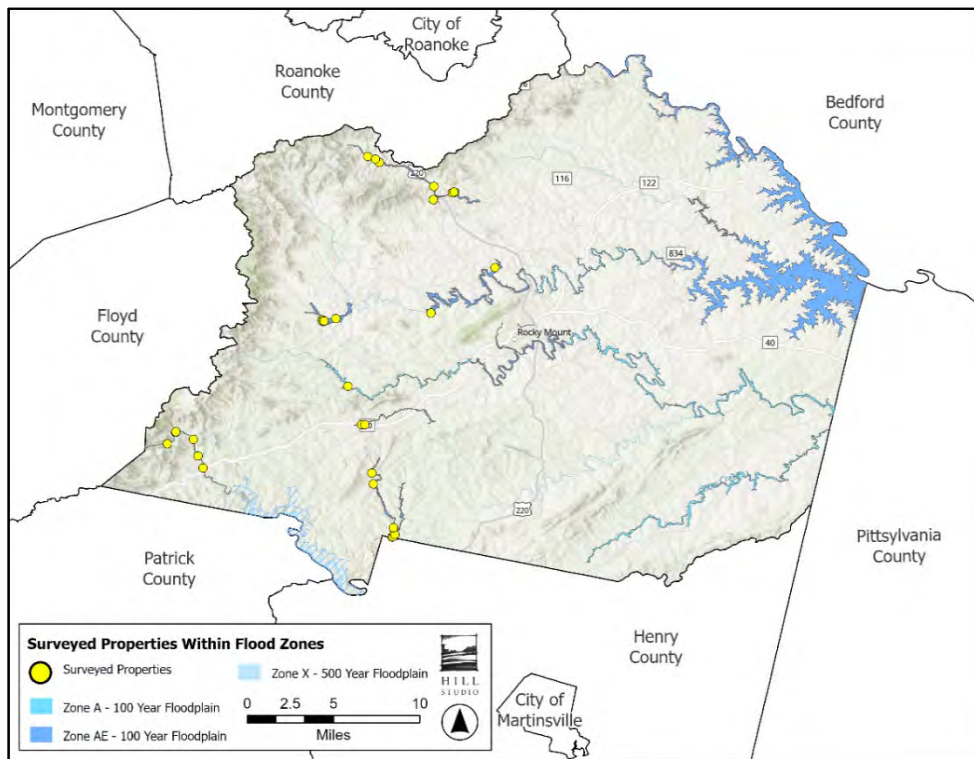 City of
Roanoke
Roanoke
County
Montgomery
County
Bedford
County
220
116
122
834
Floyd
County
Rocky Mount
40
220
Patrick
County
Pittsylvania
County
Henry
County
City of
Martinsville
Surveyed Properties Within Flood Zones
Surveyed Properties
Zone X - 500 Year Floodplain
Zone A - 100 Year Floodplain
Zone AE - 100 Year Floodplain
0 2.5 5 10
Miles
HILL
STUDIO